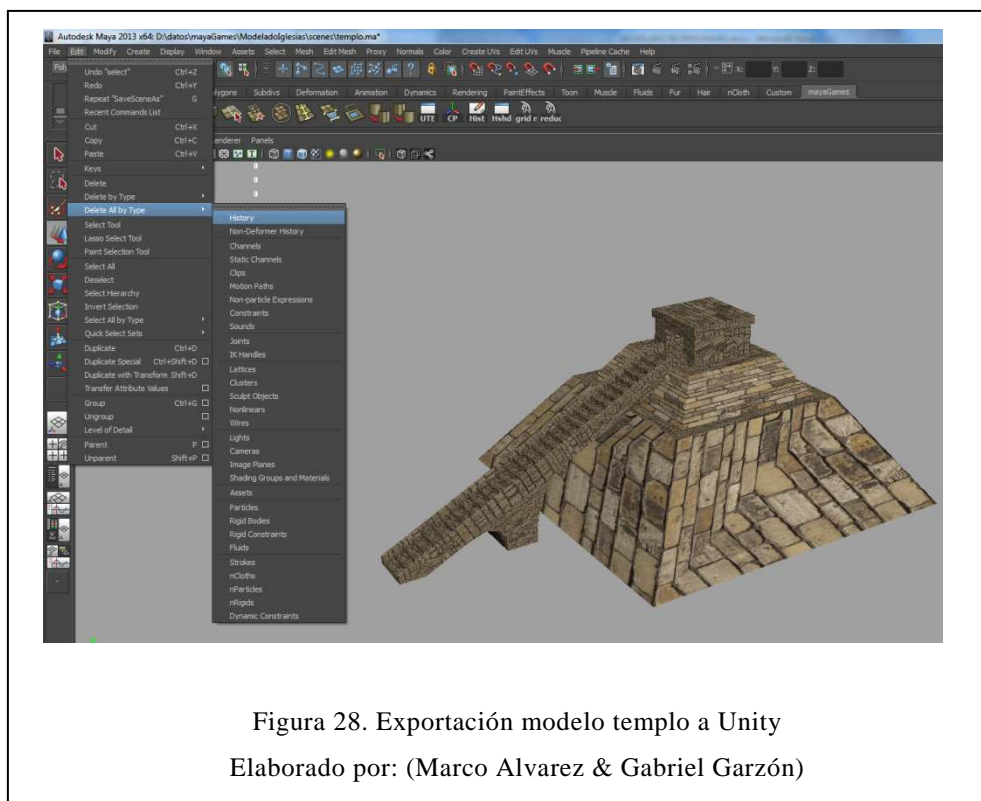 Autodesk Maya 2013 x64: D:\datos\mayaGames\ModeladoIglesias\scenes\templo.ma*
File Edit Modify Create Display Window Assets Select Mesh Edit Mesh Proxy Normals Color Create UVs Edit UVs Muscle Pipeline Cache Help
Pol X: Y: Z:
lygons Subdivs Deformation Animation Dynamics Rendering PaintEffects Toon Muscle Fluids Fur Hair nCloth Custom mayaGames
UTE CP Hist Hshd grid r reduc
enderer Panels
0
0
0
Undo "select" Ctrl+Z
Redo Ctrl+Y
Repeat "SaveSceneAs" G
Recent Commands List
Cut Ctrl+X
Copy Ctrl+C
Paste Ctrl+V
Keys
Delete
Delete by Type
Delete All by Type
Select Tool
Lasso Select Tool
Paint Selection Tool
Select All
Deselect
Select Hierarchy
Invert Selection
Select All by Type
Quick Select Sets
Duplicate Ctrl+D
Duplicate Special Ctrl+Shift+D
Duplicate with Transform Shift+D
Transfer Attribute Values
Group Ctrl+G
Ungroup
Level of Detail
Parent P
Unparent Shift+P
History
Non-Deformer History
Channels
Static Channels
Clips
Motion Paths
Non-particle Expressions
Constraints
Sounds
Joints
IK Handles
Lattices
Clusters
Sculpt Objects
Nonlinears
Wires
Lights
Cameras
Image Planes
Shading Groups and Materials
Assets
Particles
Rigid Bodies
Rigid Constraints
Fluids
Strokes
nCloths
nParticles
nRigids
Dynamic Constraints
Figura 28. Exportación modelo templo a Unity
Elaborado por: (Marco Alvarez & Gabriel Garzón)